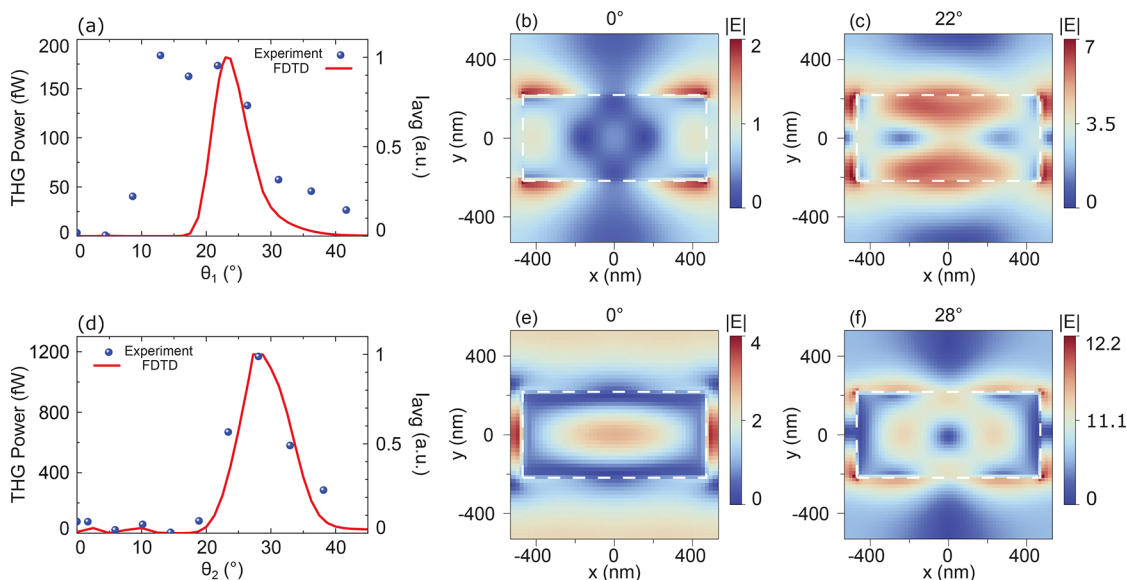 (a)
200
150
100
50
0
THG Power (fW)
Experiment
FDTD
1
0.5
0
Iavg (a.u.)
0 10 20 30 40
θ1 (°)
(b) 0° |E|
400
0
-400
y (nm)
-400 0 400
x (nm)
2
1
0
(c) 22° |E|
400
0
-400
y (nm)
-400 0 400
x (nm)
7
3.5
0
(d)
1200
800
400
0
THG Power (fW)
Experiment
FDTD
1
0.5
0
Iavg (a.u.)
0 10 20 30 40
θ2 (°)
(e) 0° |E|
400
0
-400
y (nm)
-400 0 400
x (nm)
4
2
0
(f) 28° |E|
400
0
-400
y (nm)
-400 0 400
x (nm)
12.2
11.1
0